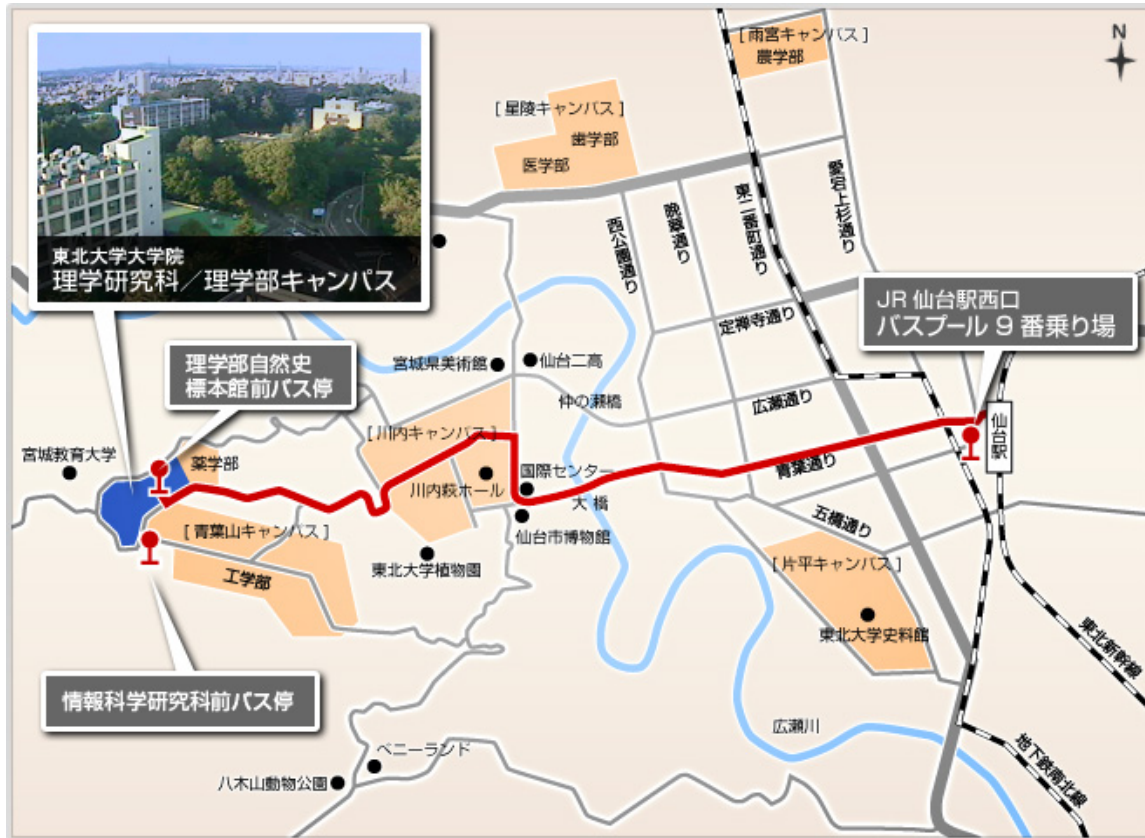 N
[ 雨宮キャンパス ]
農学部
[ 星陵キャンパス ]
歯学部
医学部
東北大学大学院
理学研究科／理学部キャンパス
西公園通り
晩翠通り
東二番町通り
愛宕上杉通り
JR 仙台駅西口
バスプール 9 番乗り場
定禅寺通り
理学部自然史
標本館前バス停
宮城県美術館
仙台二高
仲の瀬橋
広瀬通り
仙台駅
[ 川内キャンパス ]
宮城教育大学
薬学部
国際センター
青葉通り
川内萩ホール
大 橋
五橋通り
[ 青葉山キャンパス ]
仙台市博物館
[ 片平キャンパス ]
東北大学植物園
工学部
東北大学史料館
東北新幹線
情報科学研究科前バス停
広瀬川
ベニーランド
地下鉄南北線
八木山動物公園